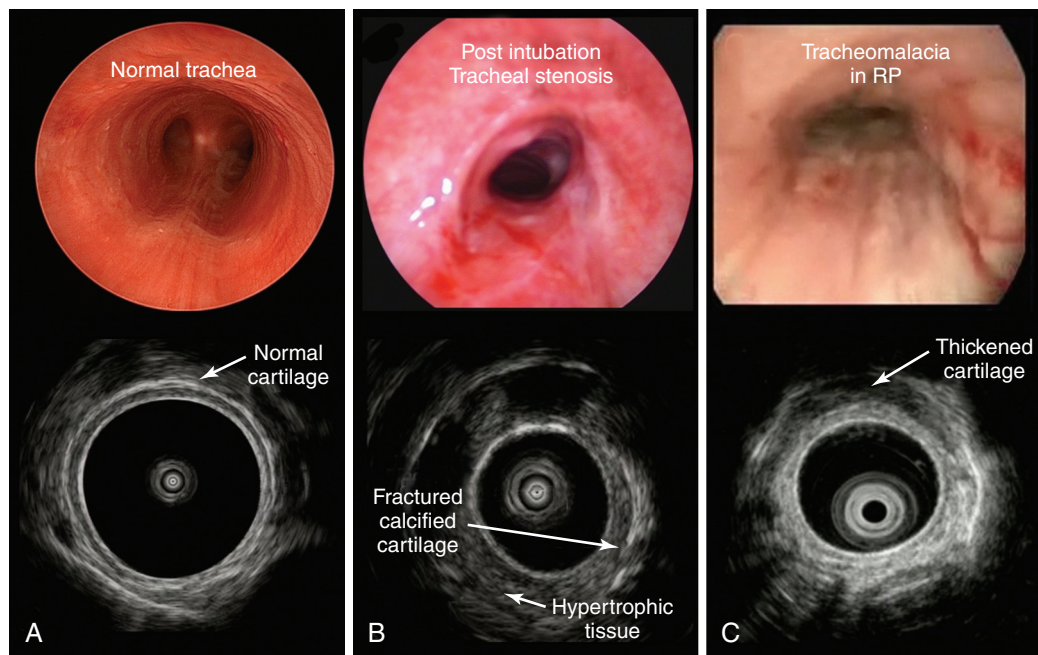 Normal trachea
Post intubation
Tracheal stenosis
Tracheomalacia
in RP
Normal
cartilage
Fractured
calcified
cartilage
Hypertrophic
tissue
Thickened
cartilage
A
B
C